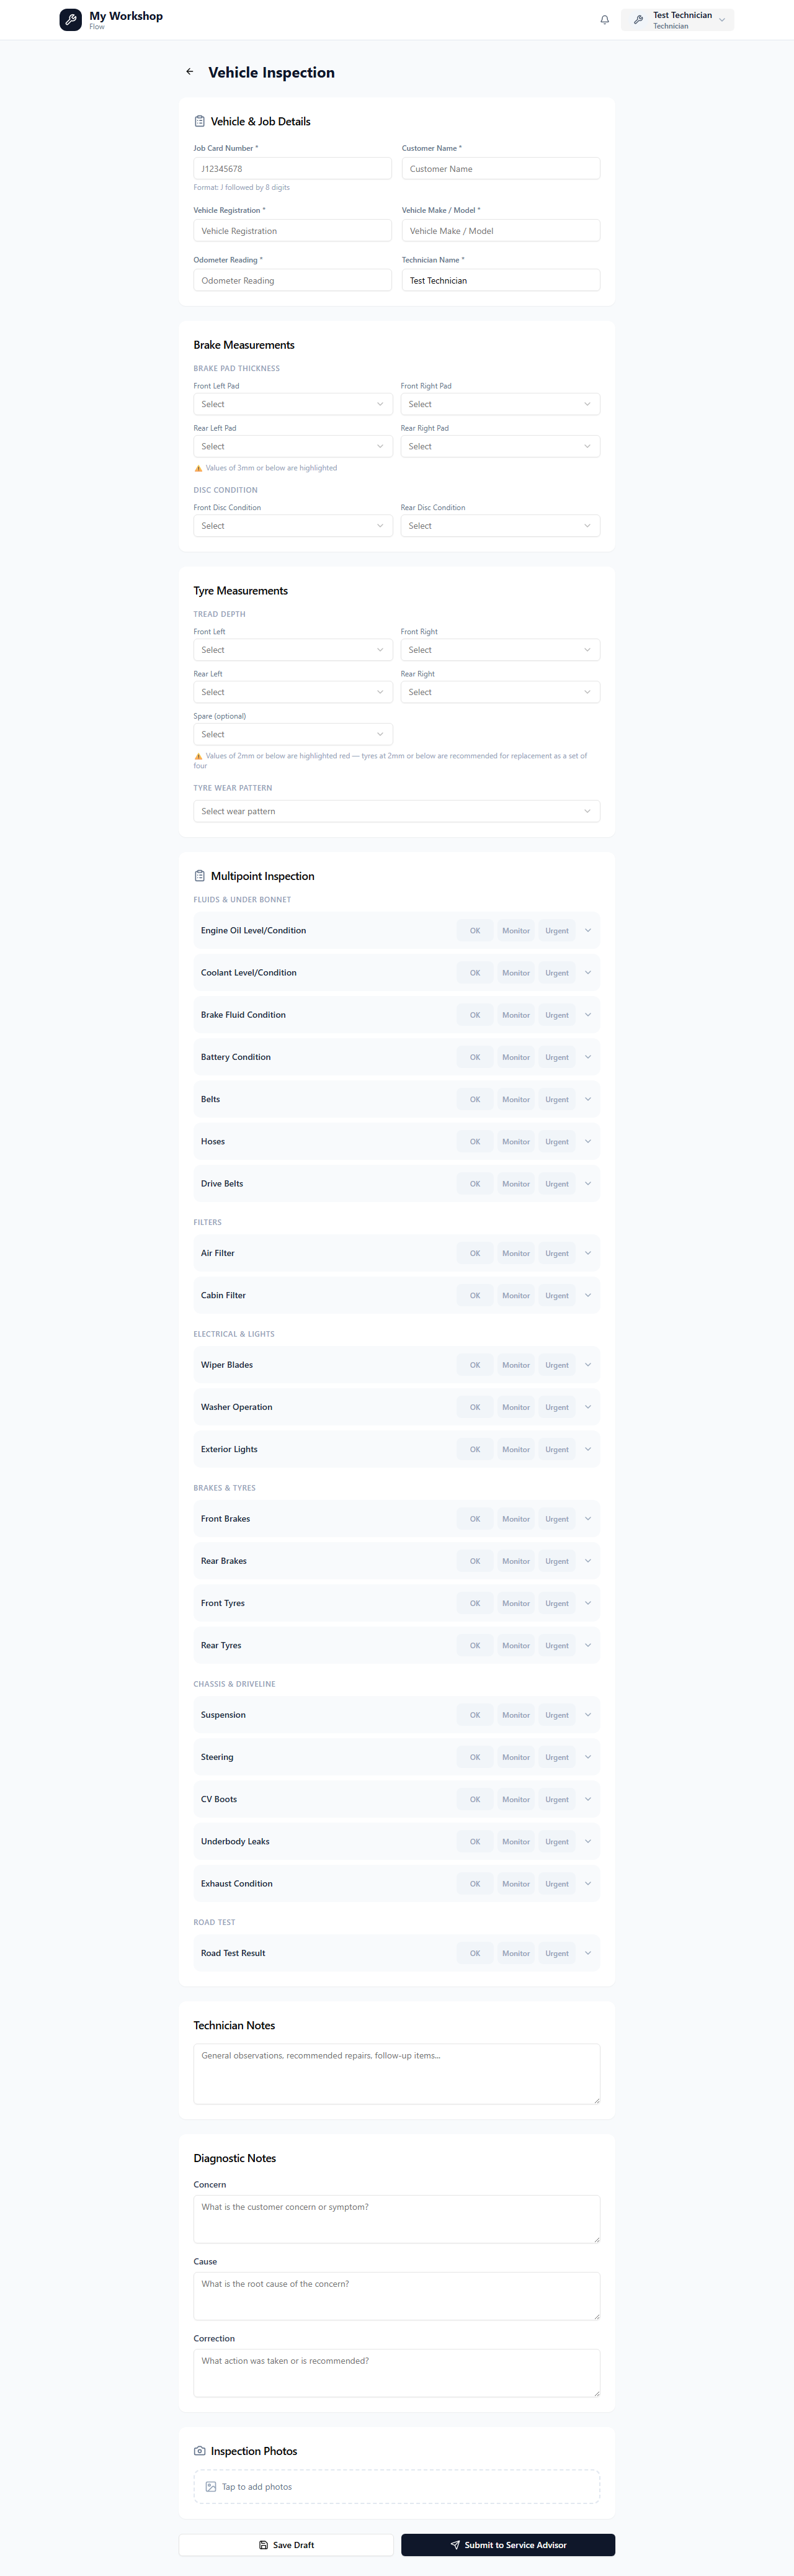 My Workshop
Flow
Test Technician
Technician
Vehicle Inspection
Vehicle & Job Details
Job Card Number *
Customer Name *
J12345678
Customer Name
Format: J followed by 8 digits
Vehicle Registration *
Vehicle Make / Model *
Vehicle Registration
Vehicle Make / Model
Odometer Reading *
Technician Name *
Odometer Reading
Test Technician
Brake Measurements
BRAKE PAD THICKNESS
Front Left Pad
Front Right Pad
Select
Select
Rear Left Pad
Rear Right Pad
Select
Select
⚠️ Values of 3mm or below are highlighted
DISC CONDITION
Front Disc Condition
Rear Disc Condition
Select
Select
Tyre Measurements
TREAD DEPTH
Front Left
Front Right
Select
Select
Rear Left
Rear Right
Select
Select
Spare (optional)
Select
⚠️ Values of 2mm or below are highlighted red — tyres at 2mm or below are recommended for replacement as a set of
four
TYRE WEAR PATTERN
Select wear pattern
Multipoint Inspection
FLUIDS & UNDER BONNET
Engine Oil Level/Condition OK Monitor Urgent
Coolant Level/Condition OK Monitor Urgent
Brake Fluid Condition OK Monitor Urgent
Battery Condition OK Monitor Urgent
Belts OK Monitor Urgent
Hoses OK Monitor Urgent
Drive Belts OK Monitor Urgent
FILTERS
Air Filter OK Monitor Urgent
Cabin Filter OK Monitor Urgent
ELECTRICAL & LIGHTS
Wiper Blades OK Monitor Urgent
Washer Operation OK Monitor Urgent
Exterior Lights OK Monitor Urgent
BRAKES & TYRES
Front Brakes OK Monitor Urgent
Rear Brakes OK Monitor Urgent
Front Tyres OK Monitor Urgent
Rear Tyres OK Monitor Urgent
CHASSIS & DRIVELINE
Suspension OK Monitor Urgent
Steering OK Monitor Urgent
CV Boots OK Monitor Urgent
Underbody Leaks OK Monitor Urgent
Exhaust Condition OK Monitor Urgent
ROAD TEST
Road Test Result OK Monitor Urgent
Technician Notes
General observations, recommended repairs, follow-up items...
Diagnostic Notes
Concern
What is the customer concern or symptom?
Cause
What is the root cause of the concern?
Correction
What action was taken or is recommended?
Inspection Photos
Tap to add photos
Save Draft
Submit to Service Advisor